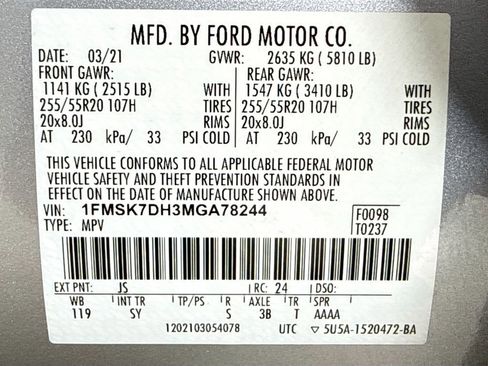 MFD. BY FORD MOTOR CO.
DATE: 03/21 GVWR: 2635 KG ( 5810 LB)
FRONT GAWR: REAR GAWR:
1141 KG ( 2515 LB) WITH 1547 KG ( 3410 LB) WITH
255/55R20 107H TIRES 255/55R20 107H TIRES
20x8.0J RIMS 20x8.0J RIMS
AT 230 kPa/ 33 PSI COLD AT 230 kPa/ 33 PSI COLD
THIS VEHICLE CONFORMS TO ALL APPLICABLE FEDERAL MOTOR
VEHICLE SAFETY AND THEFT PREVENTION STANDARDS IN
EFFECT ON THE DATE OF MANUFACTURE SHOWN ABOVE.
VIN: 1FMSK7DH3MGA78244 F0098
TYPE: MPV T0237
EXT PNT: JS RC: 24 DSO:
WB INT TR TP/PS R AXLE TR SPR
119 SY S 3B T AAAA
1202103054078 UTC ▽ 5U5A-1520472-BA